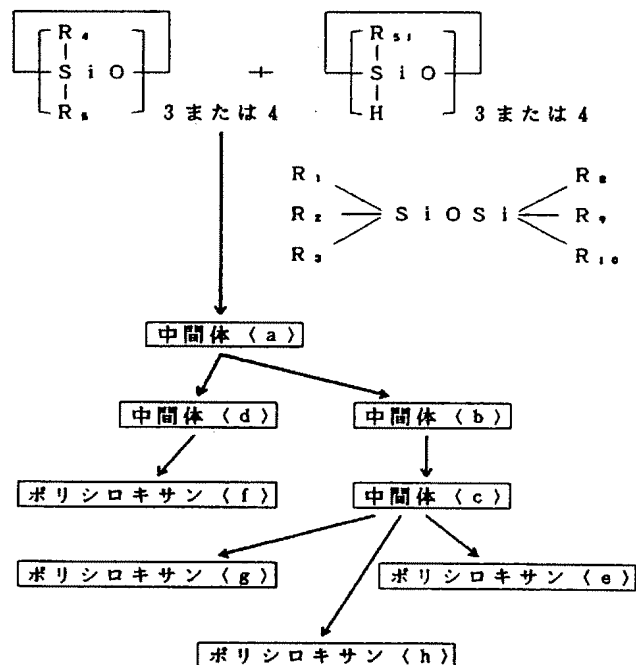 R₄ R₅₁
S i O + S i O
R₅ 3 または 4 H 3 または 4
R₁ R₈
R₂ S i O S i R₉
R₃ R₁₀
中間体〈a〉
中間体〈d〉 中間体〈b〉
ポリシロキサン〈f〉 中間体〈c〉
ポリシロキサン〈g〉 ポリシロキサン〈e〉
ポリシロキサン〈h〉